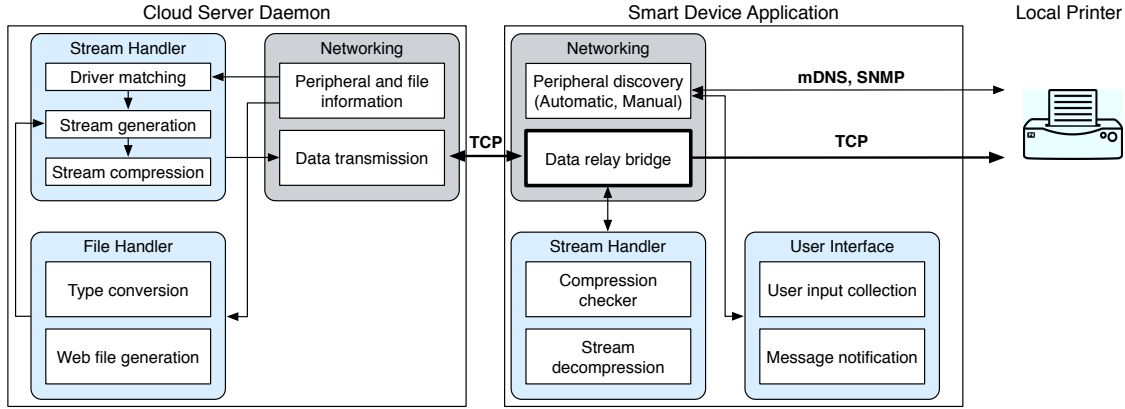 Cloud Server Daemon
Smart Device Application
Local Printer
Stream Handler
Driver matching
Stream generation
Stream compression
Networking
Peripheral and file
information
Data transmission
File Handler
Type conversion
Web file generation
TCP
Networking
Peripheral discovery
(Automatic, Manual)
Data relay bridge
mDNS, SNMP
TCP
Stream Handler
Compression
checker
Stream
decompression
User Interface
User input collection
Message notification